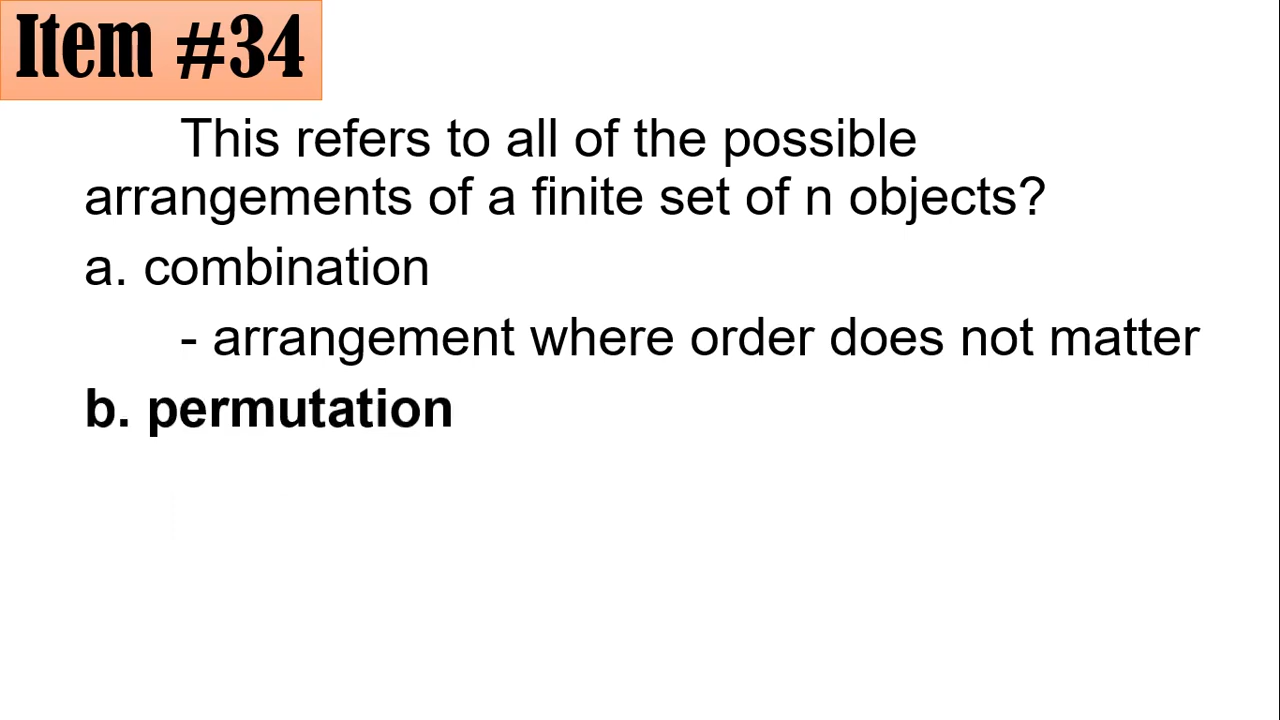 Item #34
This refers to all of the possible
arrangements of a finite set of n objects?
a. combination
- arrangement where order does not matter
b. permutation